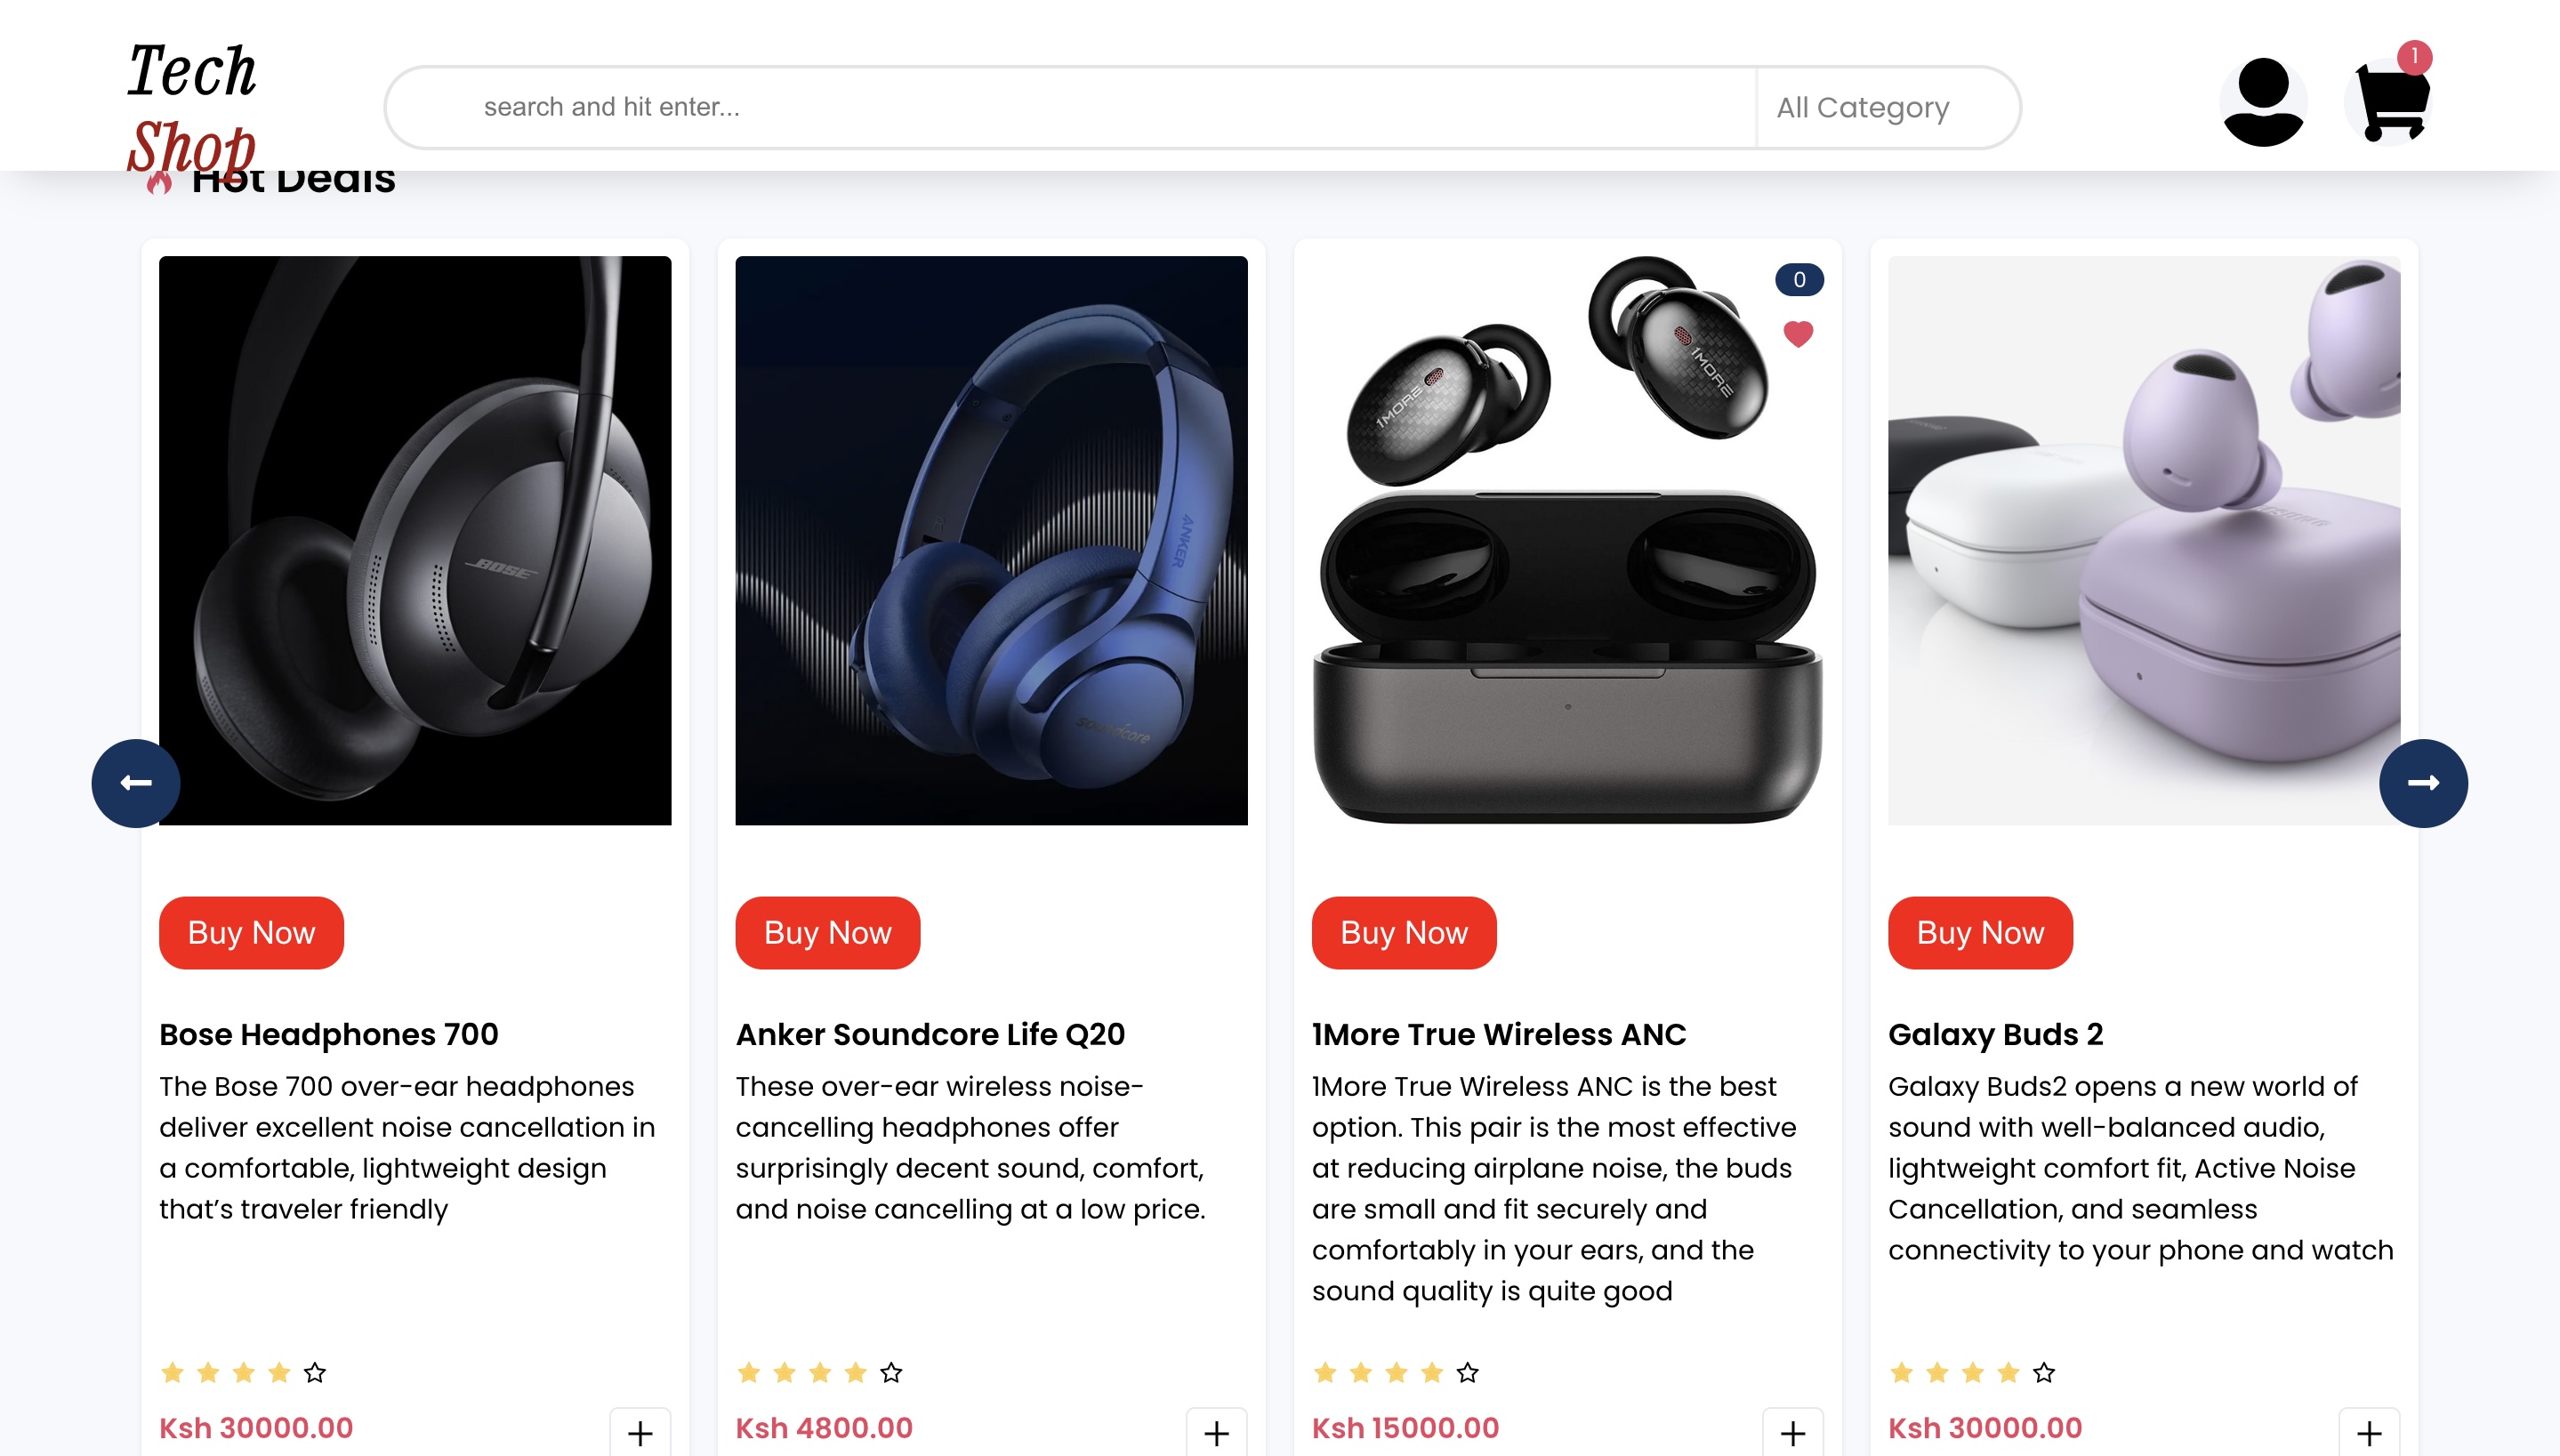 Tech
Shop
search and hit enter...
All Category
1
Hot Deals
0
BOSE
ANKER
soundcore
1MORE
1MORE
SAMSUNG
Buy Now
Buy Now
Buy Now
Buy Now
Bose Headphones 700
The Bose 700 over-ear headphones
deliver excellent noise cancellation in
a comfortable, lightweight design
that’s traveler friendly
Anker Soundcore Life Q20
These over-ear wireless noise-
cancelling headphones offer
surprisingly decent sound, comfort,
and noise cancelling at a low price.
1More True Wireless ANC
1More True Wireless ANC is the best
option. This pair is the most effective
at reducing airplane noise, the buds
are small and fit securely and
comfortably in your ears, and the
sound quality is quite good
Galaxy Buds 2
Galaxy Buds2 opens a new world of
sound with well-balanced audio,
lightweight comfort fit, Active Noise
Cancellation, and seamless
connectivity to your phone and watch
Ksh 30000.00
+
Ksh 4800.00
+
Ksh 15000.00
+
Ksh 30000.00
+